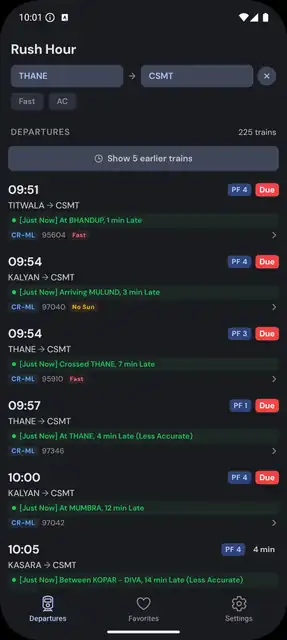 10:01
Rush Hour
THANE → CSMT
Fast AC
DEPARTURES 225 trains
Show 5 earlier trains
09:51 PF 4 Due
TITWALA → CSMT
[Just Now] At BHANDUP, 1 min Late
CR-ML 95604 Fast
09:54 PF 4 Due
KALYAN → CSMT
[Just Now] Arriving MULUND, 3 min Late
CR-ML 97040 No Sun
09:54 PF 3 Due
THANE → CSMT
[Just Now] Crossed THANE, 7 min Late
CR-ML 95910 Fast
09:57 PF 1 Due
THANE → CSMT
[Just Now] At THANE, 4 min Late (Less Accurate)
CR-ML 97346
10:00 PF 4 Due
KALYAN → CSMT
[Just Now] At MUMBRA, 12 min Late
CR-ML 97042
10:05 PF 4 4 min
KASARA → CSMT
[Just Now] Between KOPAR - DIVA, 14 min Late (Less Accurate)
Departures Favorites Settings